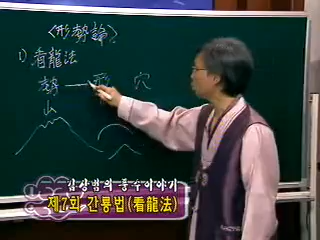 <形勢論>
1) 看龍法
勢 — 形 穴
山
김상범의 풍수이야기
제7회 간룡법(看龍法)